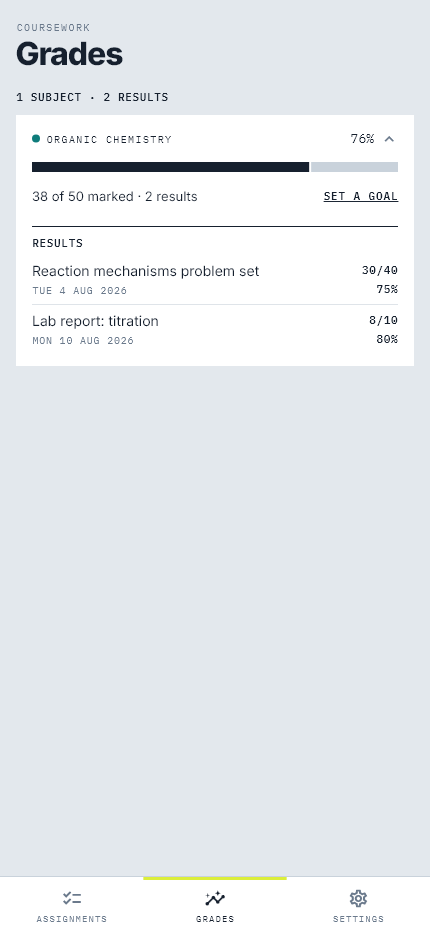 COURSEWORK
Grades
1 SUBJECT · 2 RESULTS
ORGANIC CHEMISTRY 76%
38 of 50 marked · 2 results SET A GOAL
RESULTS
Reaction mechanisms problem set 30/40
TUE 4 AUG 2026 75%
Lab report: titration 8/10
MON 10 AUG 2026 80%
ASSIGNMENTS GRADES SETTINGS